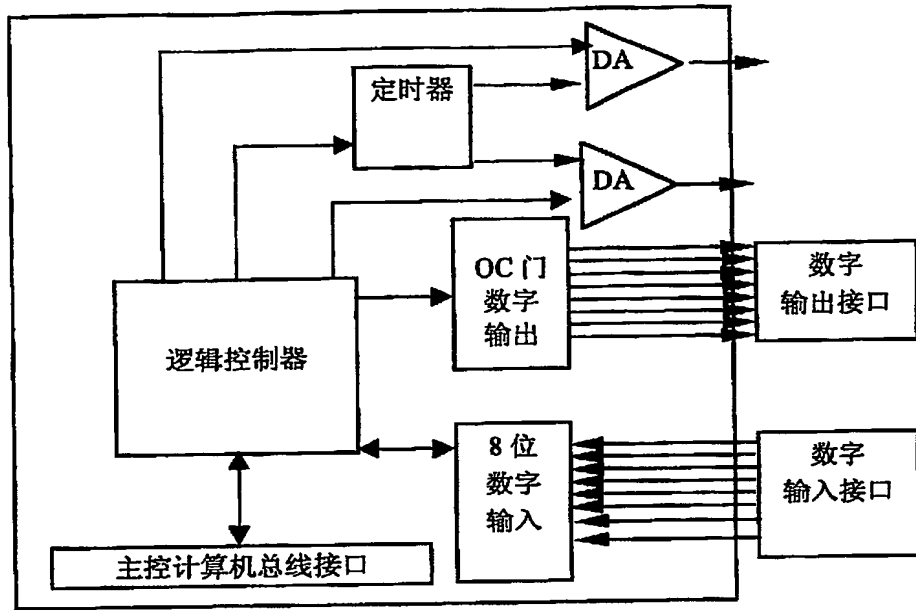 DA
定时器
DA
OC 门
数字
输出
数字
输出接口
逻辑控制器
8 位
数字
输入
数字
输入接口
主控计算机总线接口